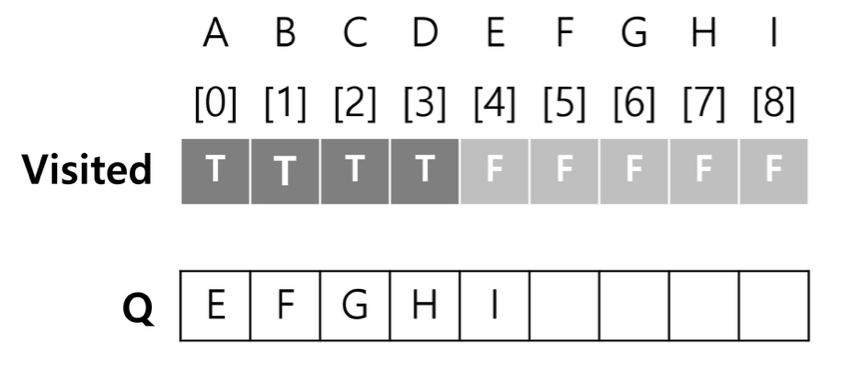 A B C D E F G H I
[0] [1] [2] [3] [4] [5] [6] [7] [8]
Visited T T T T F F F F F
Q E F G H I